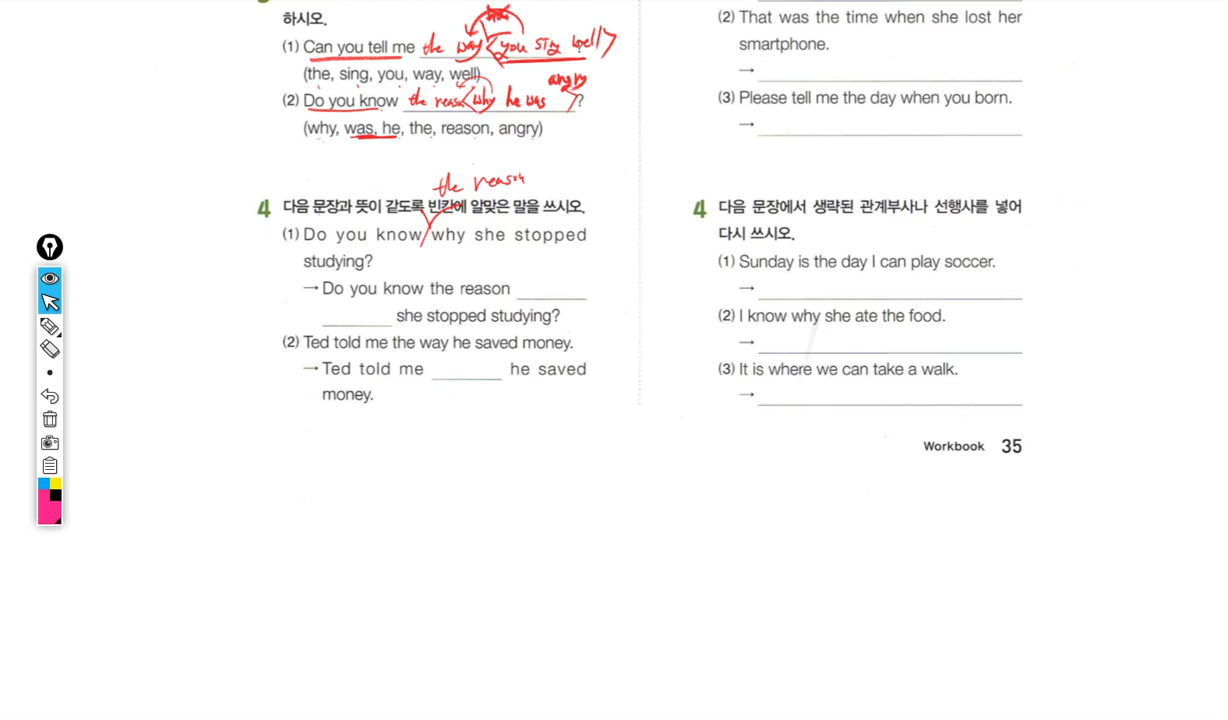 하시오.
(1) Can you tell me the way you sing well
(the, sing, you, way, well)
angry
(2) Do you know the reason why he was ?
(why, was, he, the, reason, angry)
the reason
4 다음 문장과 뜻이 같도록 빈칸에 알맞은 말을 쓰시오.
(1) Do you know why she stopped
studying?
→ Do you know the reason
she stopped studying?
(2) Ted told me the way he saved money.
→ Ted told me he saved
money.
(2) That was the time when she lost her
smartphone.
→
(3) Please tell me the day when you born.
→
4 다음 문장에서 생략된 관계부사나 선행사를 넣어
다시 쓰시오.
(1) Sunday is the day I can play soccer.
→
(2) I know why she ate the food.
→
(3) It is where we can take a walk.
→
Workbook 35